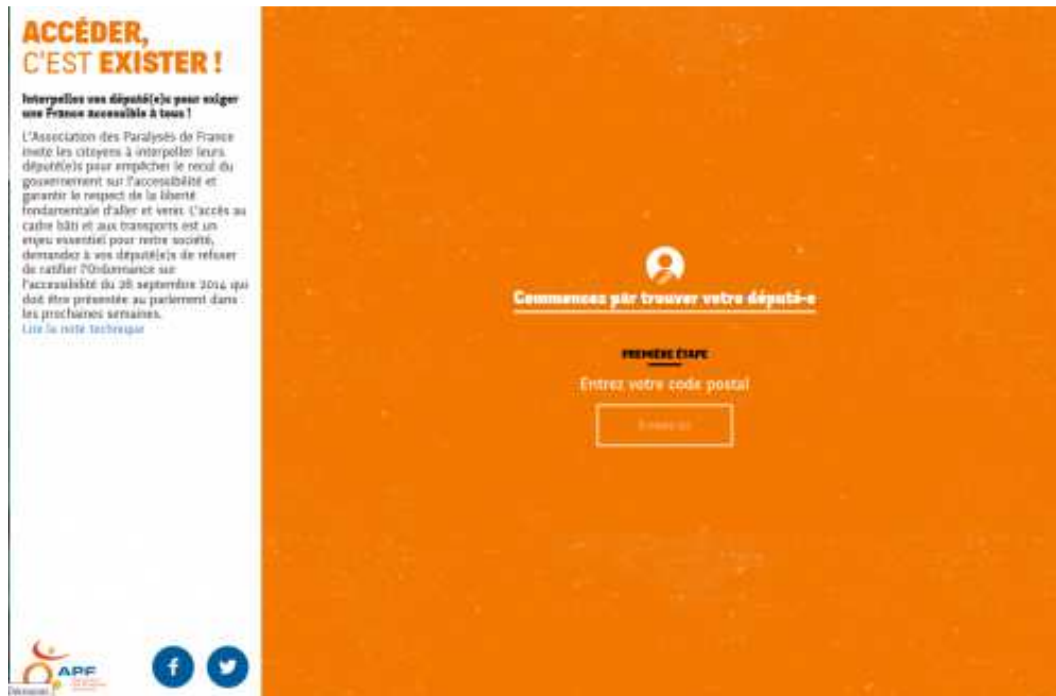 ACCÉDER,
C'EST EXISTER !
Interpellez vos député(e)s pour exiger
une France accessible à tous !
L'Association des Paralysés de France
invite les citoyens à interpeller leurs
député(e)s pour empêcher le recul du
gouvernement sur l'accessibilité et
garantir le respect de la liberté
fondamentale d'aller et venir. L'accès au
cadre bâti et aux transports est un
enjeu essentiel pour notre société,
demandez à vos député(e)s de refuser
de ratifier l'Ordonnance sur
l'accessibilité du 26 septembre 2014 qui
doit être présentée au parlement dans
les prochaines semaines.
Lire la note technique
APF
Commencez par trouver votre député-e
PREMIÈRE ÉTAPE
Entrez votre code postal